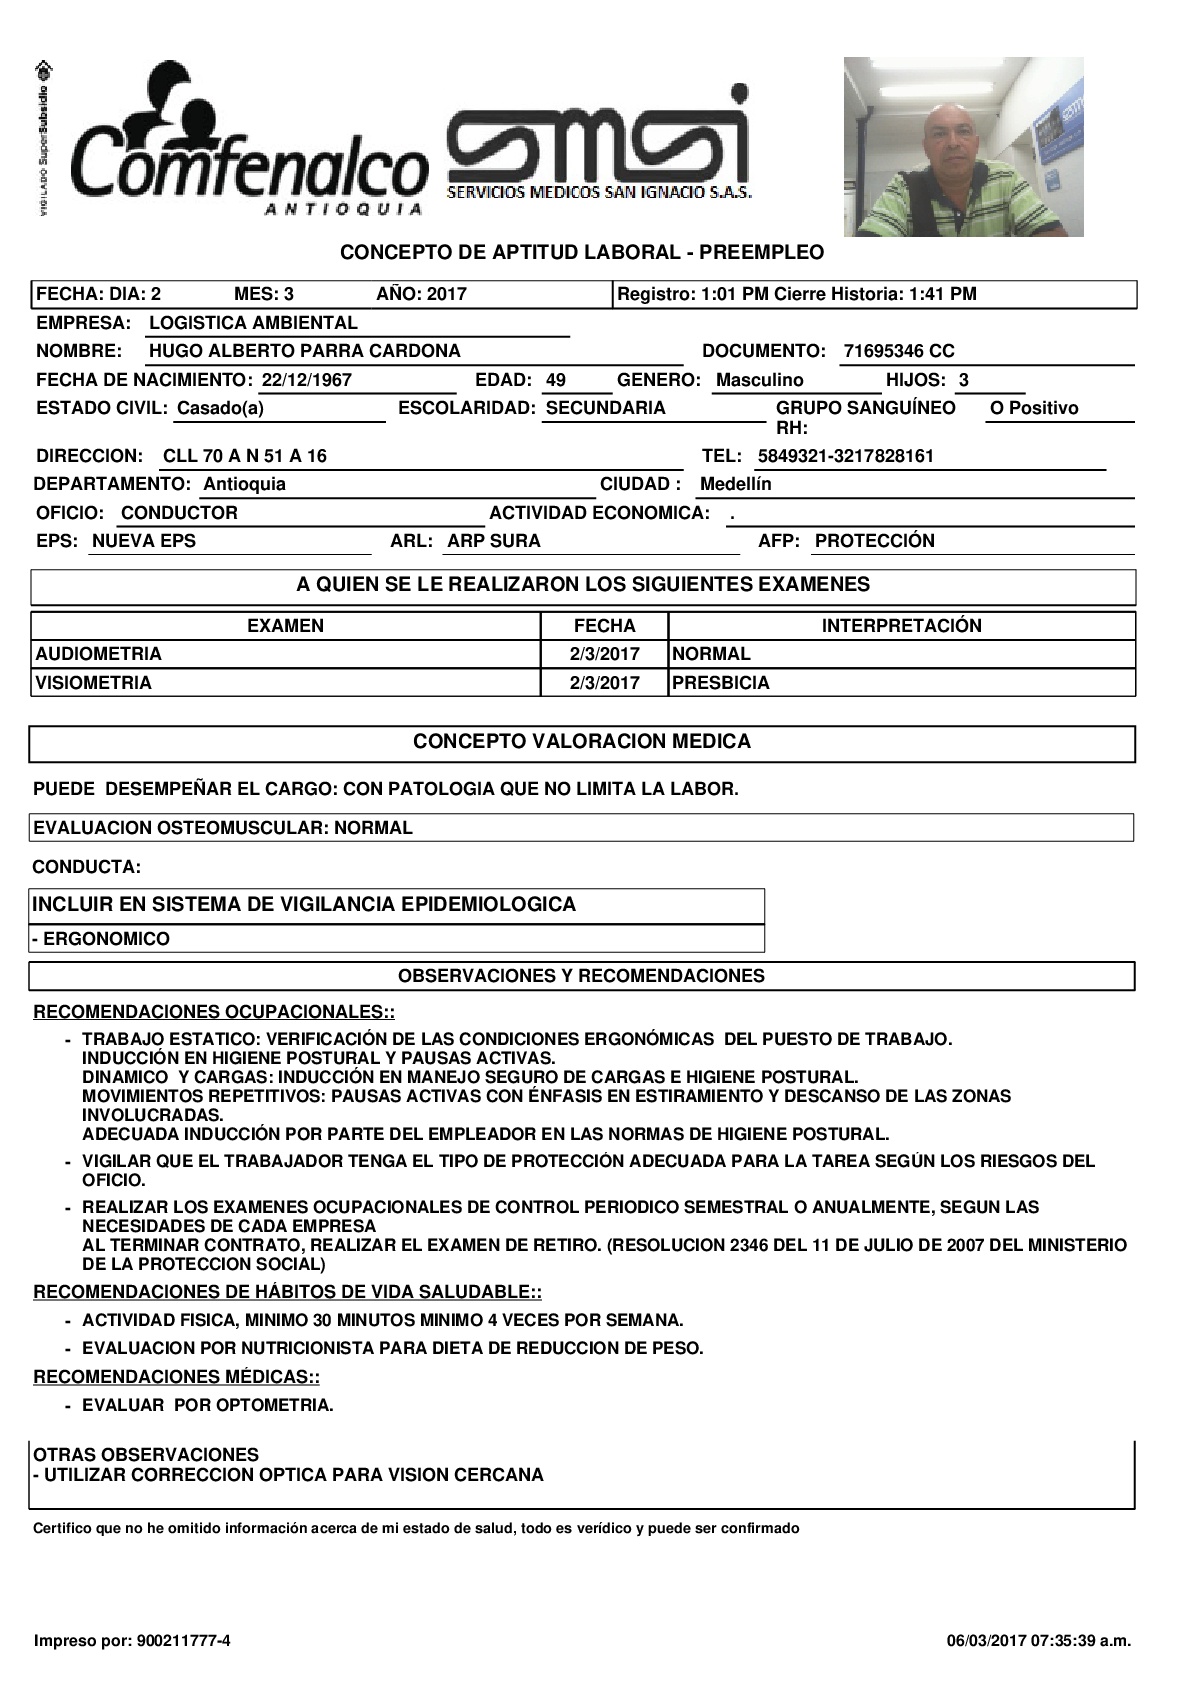 VIGILADO SuperSubsidio
Comfenalco
ANTIOQUIA
smsi
SERVICIOS MEDICOS SAN IGNACIO S.A.S.
CONCEPTO DE APTITUD LABORAL - PREEMPLEO
FECHA: DIA: 2 MES: 3 AÑO: 2017 Registro: 1:01 PM Cierre Historia: 1:41 PM
EMPRESA: LOGISTICA AMBIENTAL
NOMBRE: HUGO ALBERTO PARRA CARDONA DOCUMENTO: 71695346 CC
FECHA DE NACIMIENTO: 22/12/1967 EDAD: 49 GENERO: Masculino HIJOS: 3
ESTADO CIVIL: Casado(a) ESCOLARIDAD: SECUNDARIA GRUPO SANGUÍNEO O Positivo
RH:
DIRECCION: CLL 70 A N 51 A 16 TEL: 5849321-3217828161
DEPARTAMENTO: Antioquia CIUDAD : Medellín
OFICIO: CONDUCTOR ACTIVIDAD ECONOMICA: .
EPS: NUEVA EPS ARL: ARP SURA AFP: PROTECCIÓN
A QUIEN SE LE REALIZARON LOS SIGUIENTES EXAMENES
EXAMEN FECHA INTERPRETACIÓN
AUDIOMETRIA 2/3/2017 NORMAL
VISIOMETRIA 2/3/2017 PRESBICIA
CONCEPTO VALORACION MEDICA
PUEDE DESEMPEÑAR EL CARGO: CON PATOLOGIA QUE NO LIMITA LA LABOR.
EVALUACION OSTEOMUSCULAR: NORMAL
CONDUCTA:
INCLUIR EN SISTEMA DE VIGILANCIA EPIDEMIOLOGICA
- ERGONOMICO
OBSERVACIONES Y RECOMENDACIONES
RECOMENDACIONES OCUPACIONALES::
- TRABAJO ESTATICO: VERIFICACIÓN DE LAS CONDICIONES ERGONÓMICAS DEL PUESTO DE TRABAJO.
INDUCCIÓN EN HIGIENE POSTURAL Y PAUSAS ACTIVAS.
DINAMICO Y CARGAS: INDUCCIÓN EN MANEJO SEGURO DE CARGAS E HIGIENE POSTURAL.
MOVIMIENTOS REPETITIVOS: PAUSAS ACTIVAS CON ÉNFASIS EN ESTIRAMIENTO Y DESCANSO DE LAS ZONAS
INVOLUCRADAS.
ADECUADA INDUCCIÓN POR PARTE DEL EMPLEADOR EN LAS NORMAS DE HIGIENE POSTURAL.
- VIGILAR QUE EL TRABAJADOR TENGA EL TIPO DE PROTECCIÓN ADECUADA PARA LA TAREA SEGÚN LOS RIESGOS DEL
OFICIO.
- REALIZAR LOS EXAMENES OCUPACIONALES DE CONTROL PERIODICO SEMESTRAL O ANUALMENTE, SEGUN LAS
NECESIDADES DE CADA EMPRESA
AL TERMINAR CONTRATO, REALIZAR EL EXAMEN DE RETIRO. (RESOLUCION 2346 DEL 11 DE JULIO DE 2007 DEL MINISTERIO
DE LA PROTECCION SOCIAL)
RECOMENDACIONES DE HÁBITOS DE VIDA SALUDABLE::
- ACTIVIDAD FISICA, MINIMO 30 MINUTOS MINIMO 4 VECES POR SEMANA.
- EVALUACION POR NUTRICIONISTA PARA DIETA DE REDUCCION DE PESO.
RECOMENDACIONES MÉDICAS::
- EVALUAR POR OPTOMETRIA.
OTRAS OBSERVACIONES
- UTILIZAR CORRECCION OPTICA PARA VISION CERCANA
Certifico que no he omitido información acerca de mi estado de salud, todo es verídico y puede ser confirmado
Impreso por: 900211777-4 06/03/2017 07:35:39 a.m.